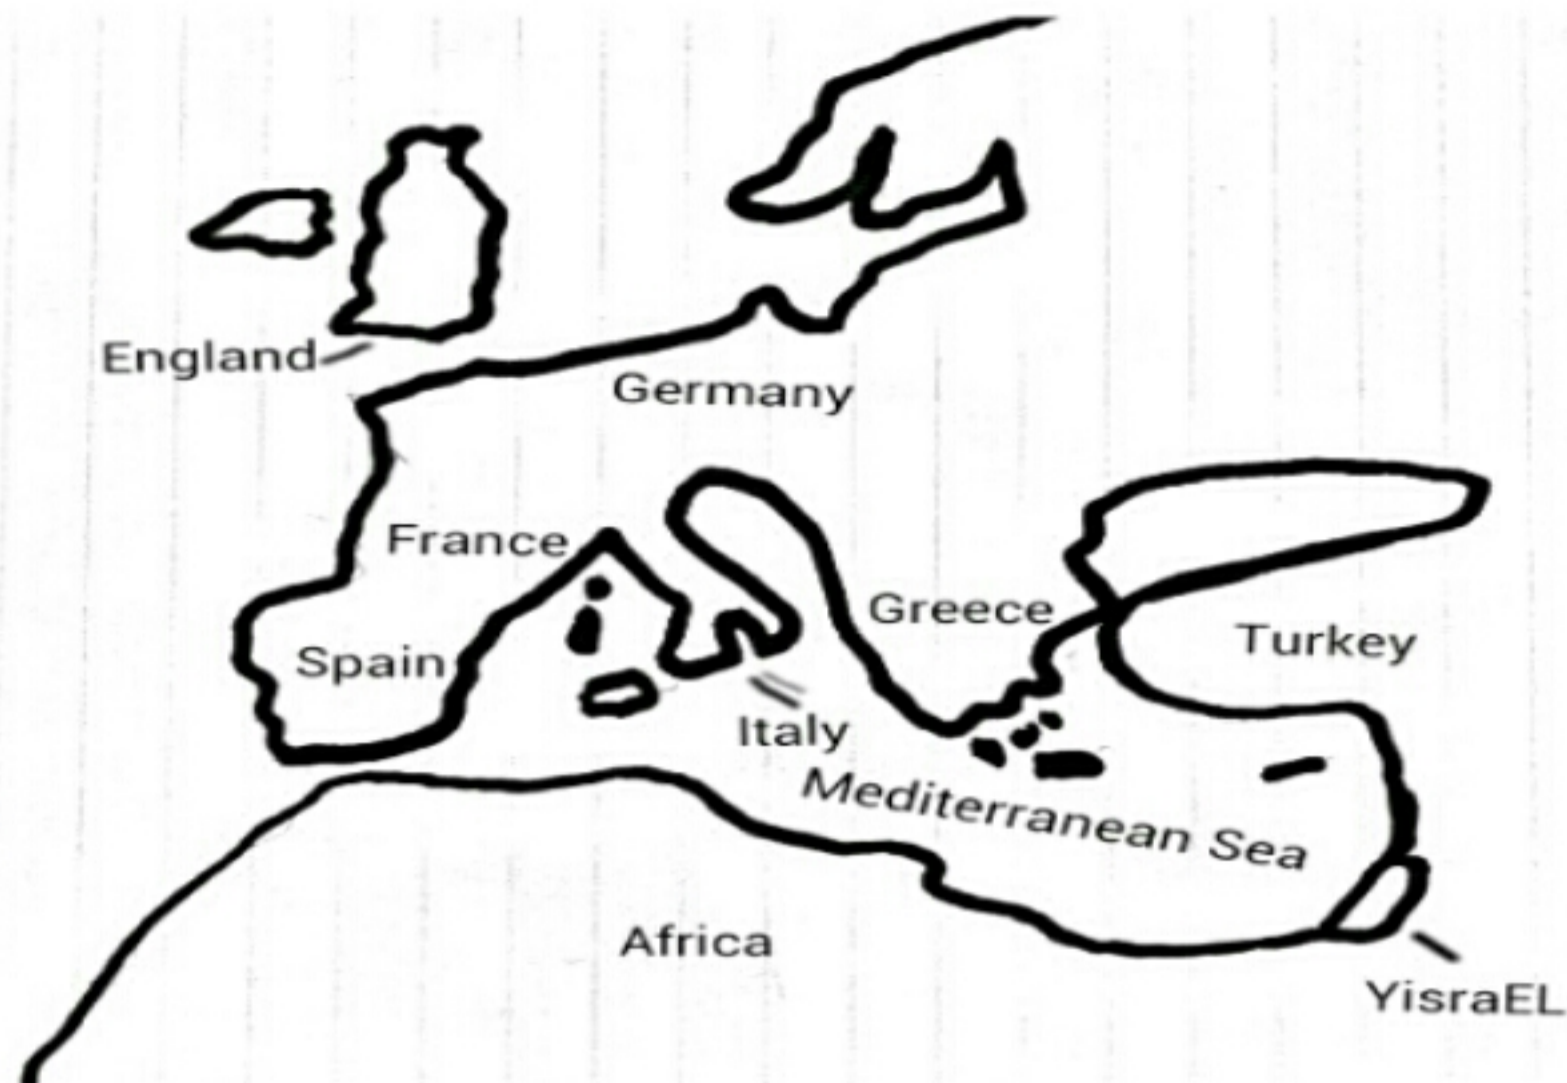 England
Germany
France
Greece
Spain
Turkey
Italy
Mediterranean Sea
Africa
YisraEL